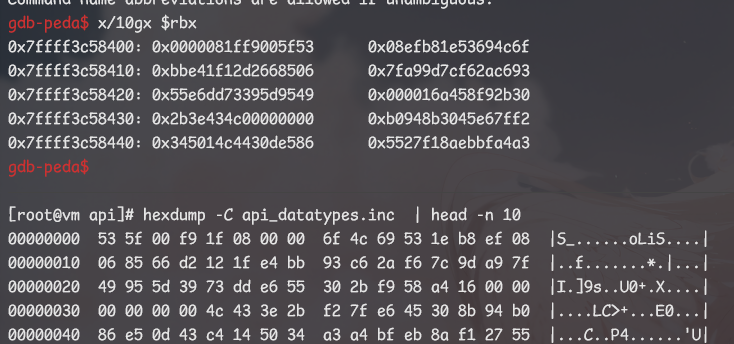 Command name abbreviations are allowed if unambiguous.
gdb-peda$ x/10gx $rbx
0x7ffff3c58400: 0x0000081ff9005f53 0x08efb81e53694c6f
0x7ffff3c58410: 0xbbe41f12d2668506 0x7fa99d7cf62ac693
0x7ffff3c58420: 0x55e6dd73395d9549 0x000016a458f92b30
0x7ffff3c58430: 0x2b3e434c00000000 0xb0948b3045e67ff2
0x7ffff3c58440: 0x345014c4430de586 0x5527f18aebbfa4a3
gdb-peda$
[root@vm api]# hexdump -C api_datatypes.inc | head -n 10
00000000 53 5f 00 f9 1f 08 00 00 6f 4c 69 53 1e b8 ef 08 |S_......oLiS....|
00000010 06 85 66 d2 12 1f e4 bb 93 c6 2a f6 7c 9d a9 7f |..f.......*.|...|
00000020 49 95 5d 39 73 dd e6 55 30 2b f9 58 a4 16 00 00 |I.]9s..U0+.X....|
00000030 00 00 00 00 4c 43 3e 2b f2 7f e6 45 30 8b 94 b0 |....LC>+...E0...|
00000040 86 e5 0d 43 c4 14 50 34 a3 a4 bf eb 8a f1 27 55 |...C..P4......'U|